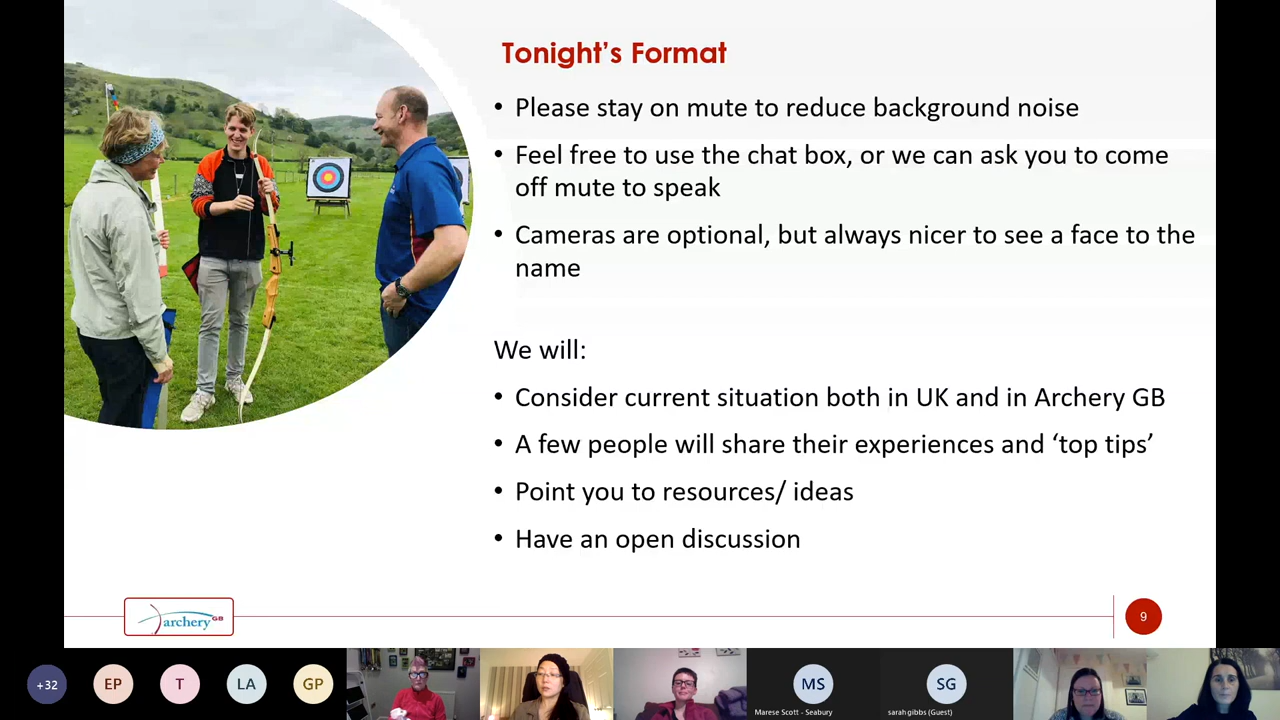 Tonight's Format
• Please stay on mute to reduce background noise
• Feel free to use the chat box, or we can ask you to come
off mute to speak
• Cameras are optional, but always nicer to see a face to the
name
We will:
• Consider current situation both in UK and in Archery GB
• A few people will share their experiences and ‘top tips’
• Point you to resources/ ideas
• Have an open discussion
archery GB
9
+32
EP
T
LA
GP
MS
SG
Marese Scott - Seabury
sarah gibbs (Guest)